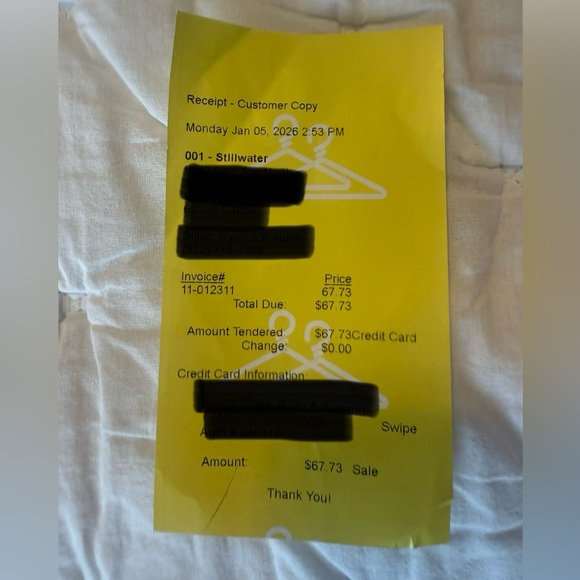 Receipt - Customer Copy
Monday Jan 05, 2026 2:53 PM
001 - Stillwater
Invoice# Price
11-012311 67.73
Total Due: $67.73
Amount Tendered: $67.73Credit Card
Change: $0.00
Credit Card Information
Swipe
Amount: $67.73 Sale
Thank You!